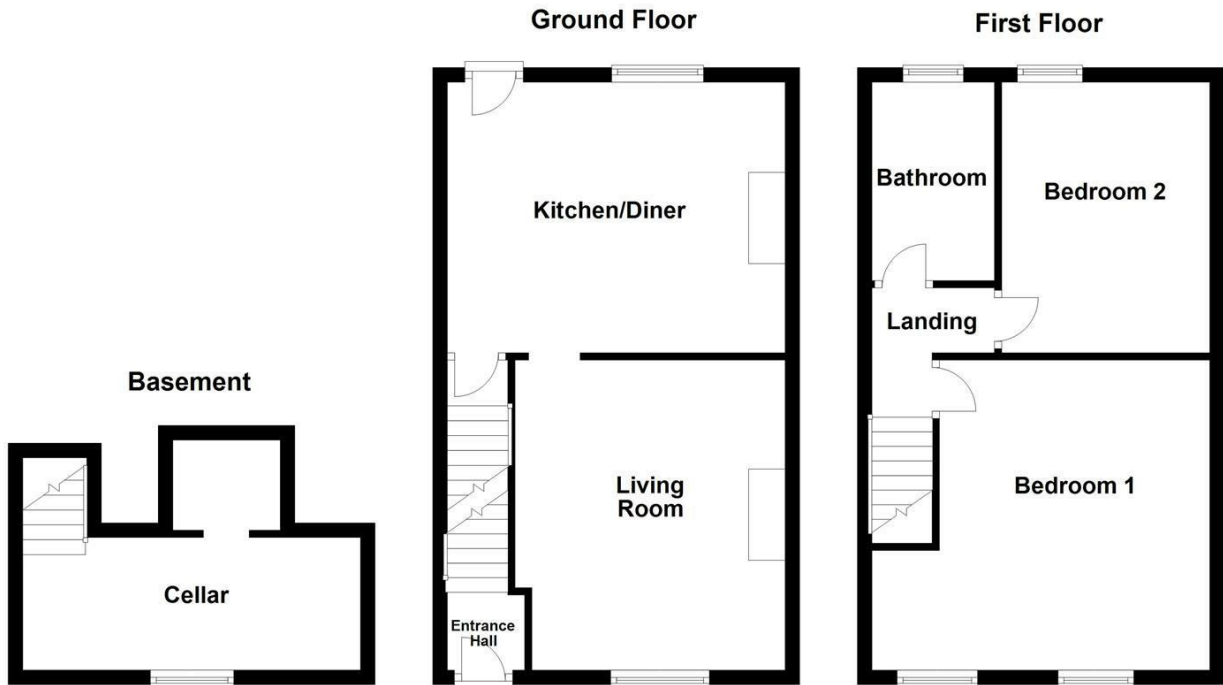 Ground Floor
First Floor
Kitchen/Diner
Bathroom
Bedroom 2
Landing
Basement
Cellar
Living
Room
Entrance
Hall
Bedroom 1